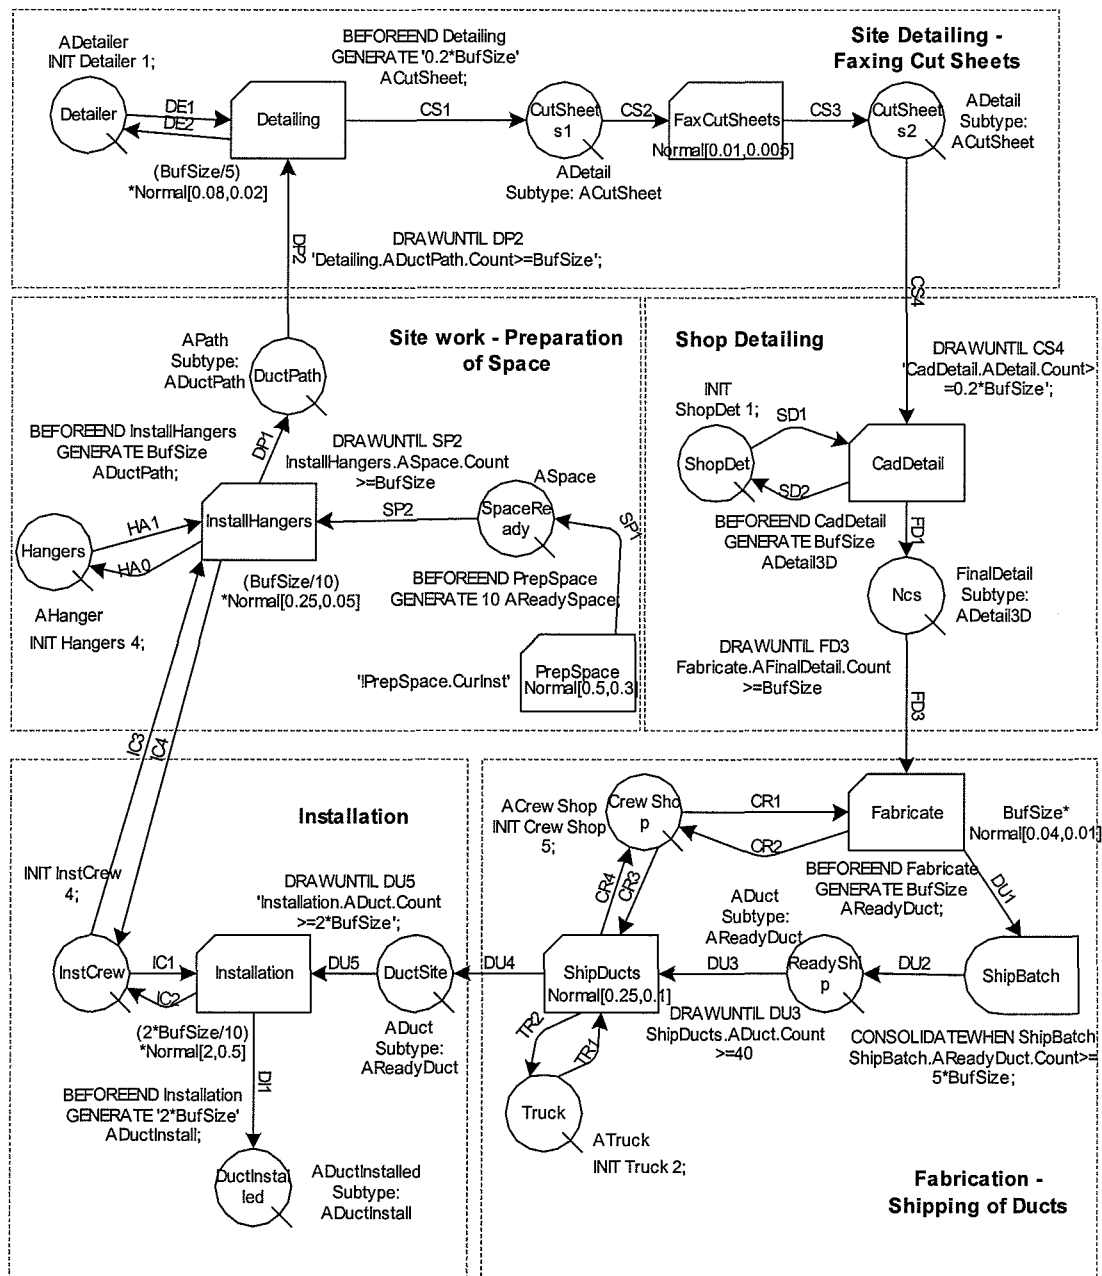 Site Detailing -
Faxing Cut Sheets
ADetailer
INIT Detailer 1;
Detailer
DE1
DE2
Detailing
BEFOREEND Detailing
GENERATE '0.2*BufSize'
ACutSheet;
CS1
CutSheet
s1
CS2
FaxCutSheets
Normal[0.01,0.005]
CS3
CutSheet
s2
ADetail
Subtype:
ACutSheet
ADetail
Subtype: ACutSheet
(BufSize/5)
*Normal[0.08,0.02]
DP2
DRAWUNTIL DP2
'Detailing.ADuctPath.Count>=BufSize';
CS4
Site work - Preparation
of Space
APath
Subtype:
ADuctPath
DuctPath
BEFOREEND InstallHangers
GENERATE BufSize
ADuctPath;
DP1
DRAWUNTIL SP2
InstallHangers.ASpace.Count
>=BufSize
InstallHangers
SP2
ASpace
SpaceRe
ady
SP1
Hangers
HA1
HA0
(BufSize/10)
*Normal[0.25,0.05]
BEFOREEND PrepSpace
GENERATE 10 AReadySpace;
AHanger
INIT Hangers 4;
'!PrepSpace.CurInst'
PrepSpace
Normal[0.5,0.3]
IC3
IC4
Shop Detailing
DRAWUNTIL CS4
'CadDetail.ADetail.Count>
=0.2*BufSize';
INIT
ShopDet 1;
ShopDet
SD1
SD2
CadDetail
BEFOREEND CadDetail
GENERATE BufSize
ADetail3D
FD1
Ncs
FinalDetail
Subtype:
ADetail3D
DRAWUNTIL FD3
Fabricate.AFinalDetail.Count
>=BufSize
FD3
Installation
INIT InstCrew
4;
DRAWUNTIL DU5
'Installation.ADuct.Count
>=2*BufSize';
InstCrew
IC1
IC2
Installation
DU5
DuctSite
DU4
(2*BufSize/10)
*Normal[2,0.5]
ADuct
Subtype:
AReadyDuct
DI1
BEFOREEND Installation
GENERATE '2*BufSize'
ADuctInstall;
DuctInstal
led
ADuctInstalled
Subtype:
ADuctInstall
ACrew Shop
INIT Crew Shop
5;
Crew Sho
p
CR1
CR2
Fabricate
BufSize*
Normal[0.04,0.01]
CR4
CR3
BEFOREEND Fabricate
GENERATE BufSize
AReadyDuct;
DU1
ADuct
Subtype:
AReadyDuct
ShipDucts
Normal[0.25,0.1]
DU3
ReadyShi
p
DU2
ShipBatch
TR2
TR1
DRAWUNTIL DU3
ShipDucts.ADuct.Count
>=40
CONSOLIDATEWHEN ShipBatch
ShipBatch.AReadyDuct.Count>=
5*BufSize;
Truck
ATruck
INIT Truck 2;
Fabrication -
Shipping of Ducts